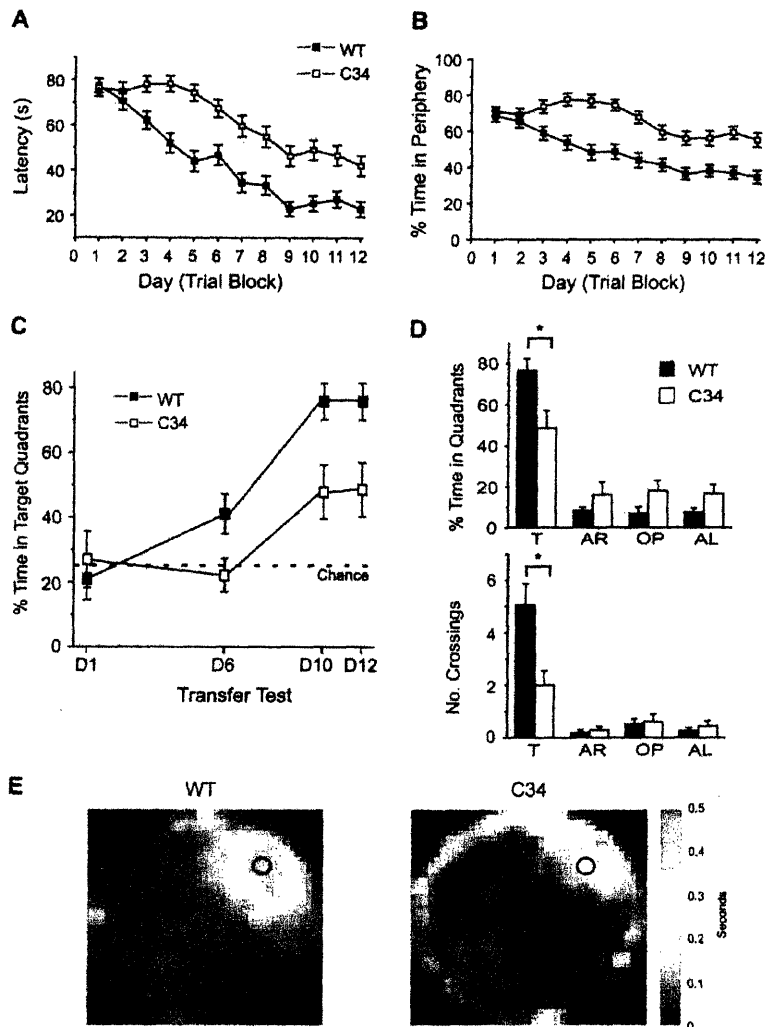 A
WT
C34
Latency (s)
80
60
40
20
0 1 2 3 4 5 6 7 8 9 10 11 12
Day (Trial Block)
B
% Time in Periphery
100
80
60
40
20
0
0 1 2 3 4 5 6 7 8 9 10 11 12
Day (Trial Block)
C
WT
C34
% Time in Target Quadrants
80
60
40
20
0
Chance
D1 D6 D10 D12
Transfer Test
D
*
WT
C34
% Time in Quadrants
80
60
40
20
0
T AR OP AL
*
No. Crossings
6
4
2
0
T AR OP AL
E
WT
C34
0.5
0.4
0.3
0.2
0.1
0
Seconds